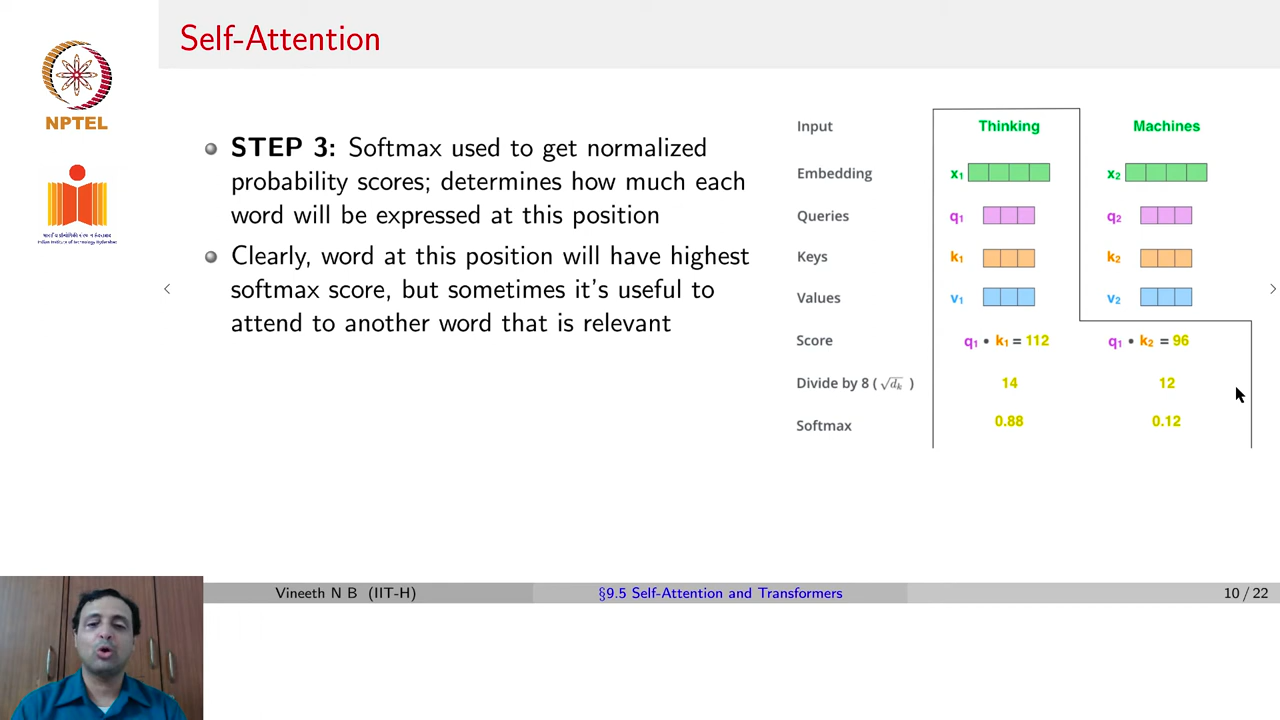 Self-Attention
NPTEL
STEP 3: Softmax used to get normalized
probability scores; determines how much each
word will be expressed at this position
Clearly, word at this position will have highest
softmax score, but sometimes it's useful to
attend to another word that is relevant
Input Thinking Machines
Embedding x₁ x₂
Queries q₁ q₂
Keys k₁ k₂
Values v₁ v₂
Score q₁ • k₁ = 112 q₁ • k₂ = 96
Divide by 8 ( √dₖ ) 14 12
Softmax 0.88 0.12
Vineeth N B (IIT-H) §9.5 Self-Attention and Transformers 10 / 22